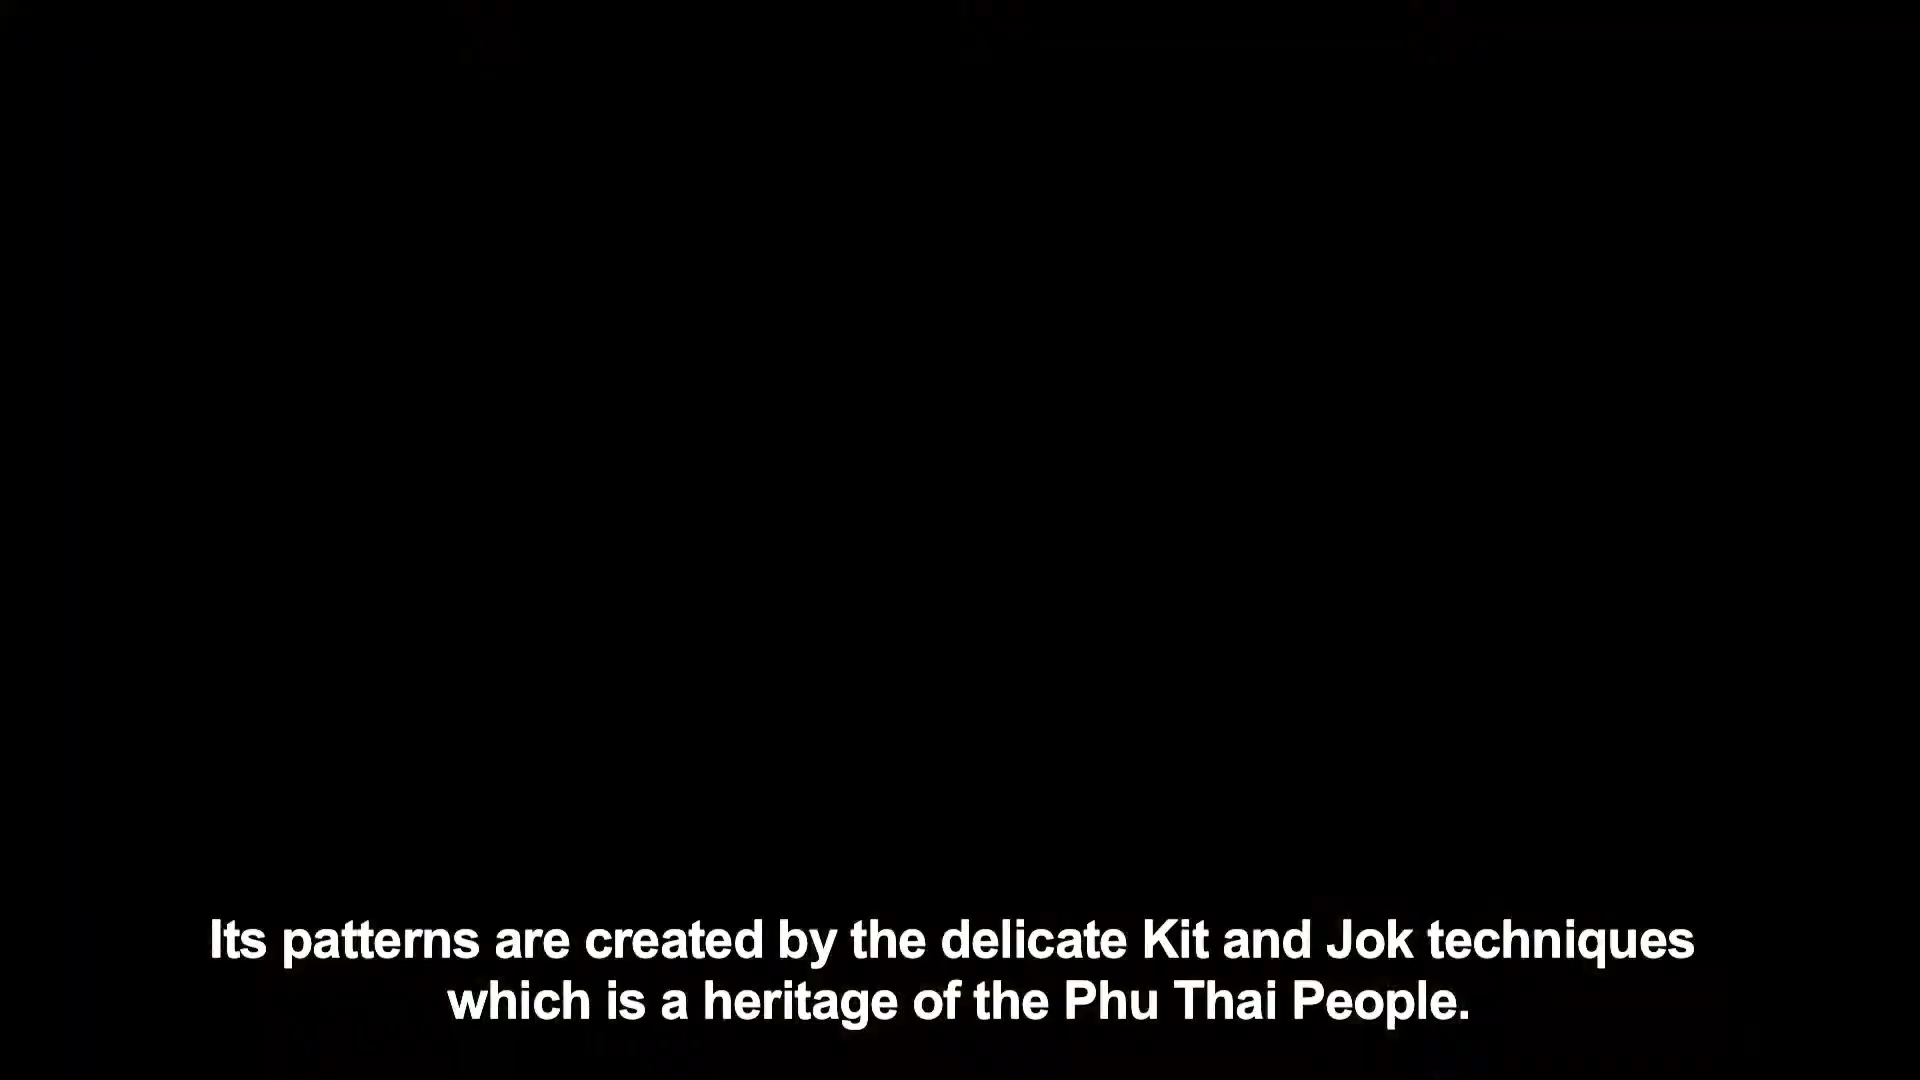 Its patterns are created by the delicate Kit and Jok techniques
which is a heritage of the Phu Thai People.